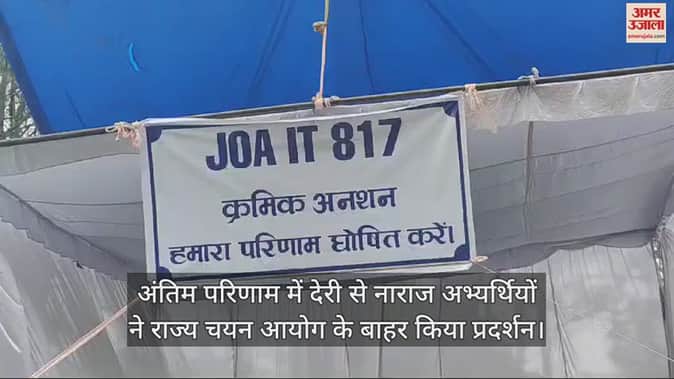 अमर
उजाला
amarujala.com
JOA IT 817
क्रमिक अनशन
हमारा परिणाम घोषित करें।
अंतिम परिणाम में देरी से नाराज अभ्यर्थियों
ने राज्य चयन आयोग के बाहर किया प्रदर्शन।